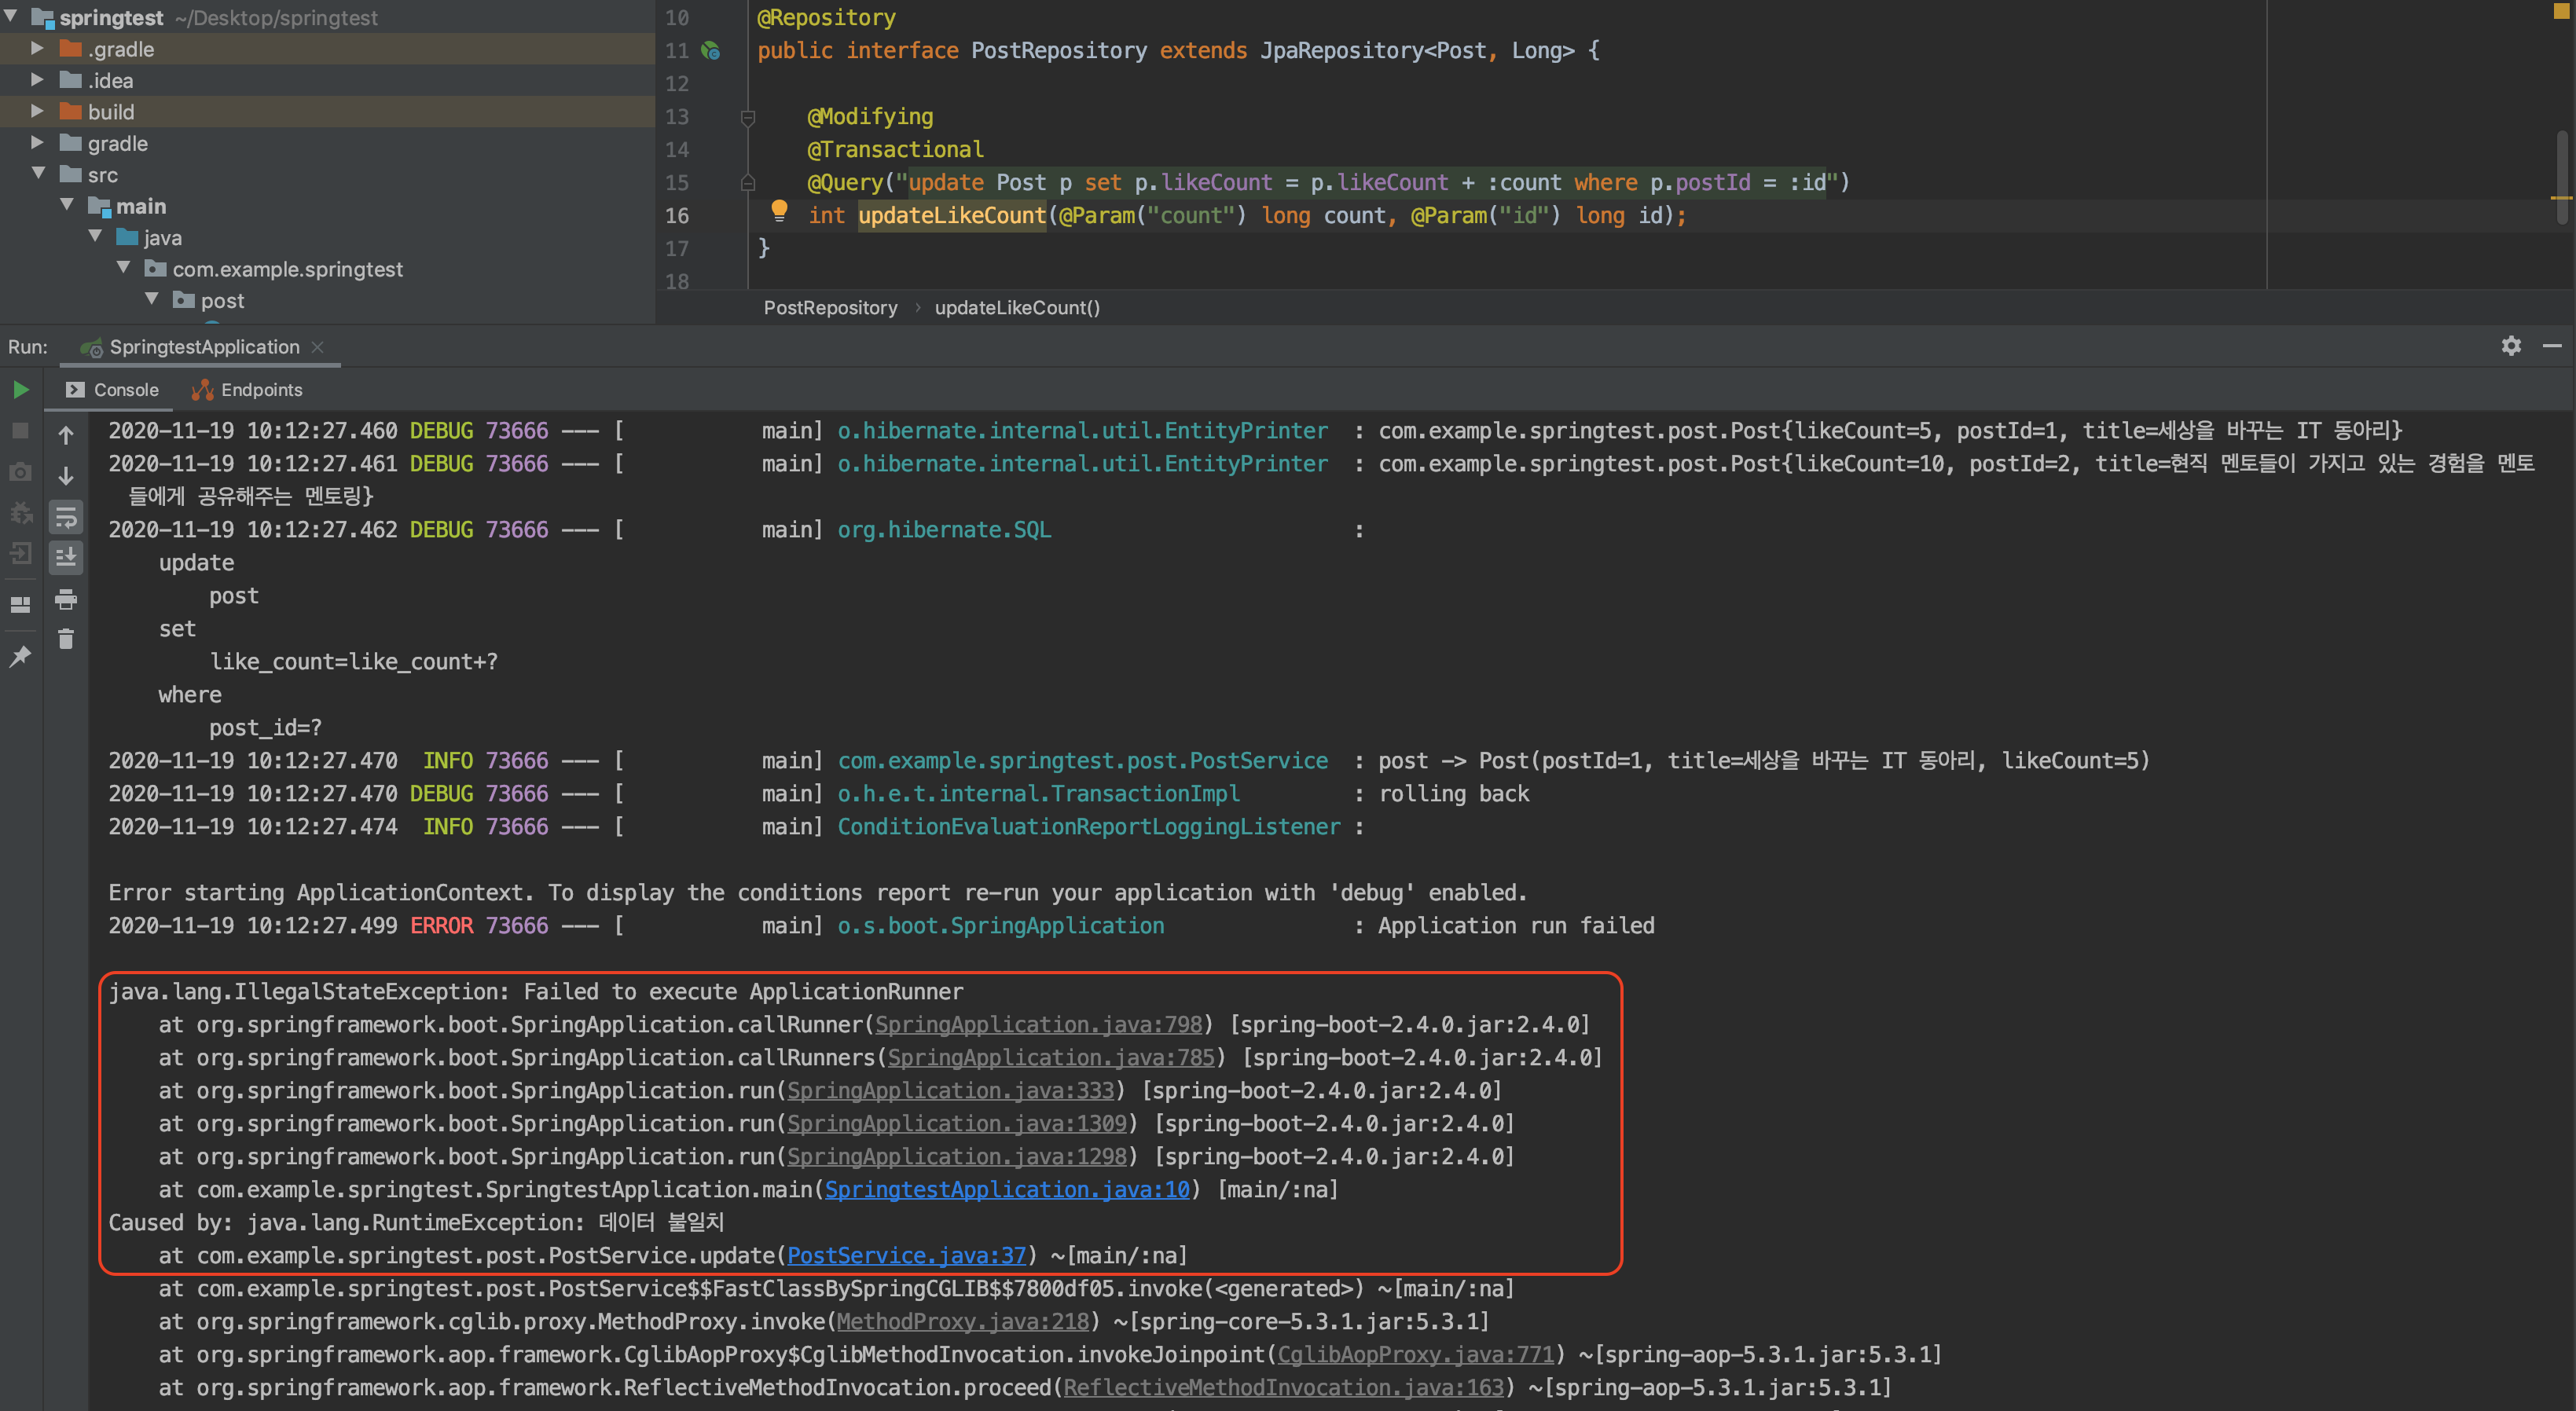 springtest ~/Desktop/springtest
.gradle
.idea
build
gradle
src
main
java
com.example.springtest
post
10 @Repository
11 public interface PostRepository extends JpaRepository<Post, Long> {
12
13 @Modifying
14 @Transactional
15 @Query("update Post p set p.likeCount = p.likeCount + :count where p.postId = :id")
16 int updateLikeCount(@Param("count") long count, @Param("id") long id);
17 }
18
PostRepository › updateLikeCount()
Run: SpringtestApplication
Console Endpoints
2020-11-19 10:12:27.460 DEBUG 73666 --- [ main] o.hibernate.internal.util.EntityPrinter : com.example.springtest.post.Post{likeCount=5, postId=1, title=세상을 바꾸는 IT 동아리}
2020-11-19 10:12:27.461 DEBUG 73666 --- [ main] o.hibernate.internal.util.EntityPrinter : com.example.springtest.post.Post{likeCount=10, postId=2, title=현직 멘토들이 가지고 있는 경험을 멘토
들에게 공유해주는 멘토링}
2020-11-19 10:12:27.462 DEBUG 73666 --- [ main] org.hibernate.SQL :
update
post
set
like_count=like_count+?
where
post_id=?
2020-11-19 10:12:27.470 INFO 73666 --- [ main] com.example.springtest.post.PostService : post -> Post(postId=1, title=세상을 바꾸는 IT 동아리, likeCount=5)
2020-11-19 10:12:27.470 DEBUG 73666 --- [ main] o.h.e.t.internal.TransactionImpl : rolling back
2020-11-19 10:12:27.474 INFO 73666 --- [ main] ConditionEvaluationReportLoggingListener :
Error starting ApplicationContext. To display the conditions report re-run your application with 'debug' enabled.
2020-11-19 10:12:27.499 ERROR 73666 --- [ main] o.s.boot.SpringApplication : Application run failed
java.lang.IllegalStateException: Failed to execute ApplicationRunner
at org.springframework.boot.SpringApplication.callRunner(SpringApplication.java:798) [spring-boot-2.4.0.jar:2.4.0]
at org.springframework.boot.SpringApplication.callRunners(SpringApplication.java:785) [spring-boot-2.4.0.jar:2.4.0]
at org.springframework.boot.SpringApplication.run(SpringApplication.java:333) [spring-boot-2.4.0.jar:2.4.0]
at org.springframework.boot.SpringApplication.run(SpringApplication.java:1309) [spring-boot-2.4.0.jar:2.4.0]
at org.springframework.boot.SpringApplication.run(SpringApplication.java:1298) [spring-boot-2.4.0.jar:2.4.0]
at com.example.springtest.SpringtestApplication.main(SpringtestApplication.java:10) [main/:na]
Caused by: java.lang.RuntimeException: 데이터 불일치
at com.example.springtest.post.PostService.update(PostService.java:37) ~[main/:na]
at com.example.springtest.post.PostService$$FastClassBySpringCGLIB$$7800df05.invoke(<generated>) ~[main/:na]
at org.springframework.cglib.proxy.MethodProxy.invoke(MethodProxy.java:218) ~[spring-core-5.3.1.jar:5.3.1]
at org.springframework.aop.framework.CglibAopProxy$CglibMethodInvocation.invokeJoinpoint(CglibAopProxy.java:771) ~[spring-aop-5.3.1.jar:5.3.1]
at org.springframework.aop.framework.ReflectiveMethodInvocation.proceed(ReflectiveMethodInvocation.java:163) ~[spring-aop-5.3.1.jar:5.3.1]